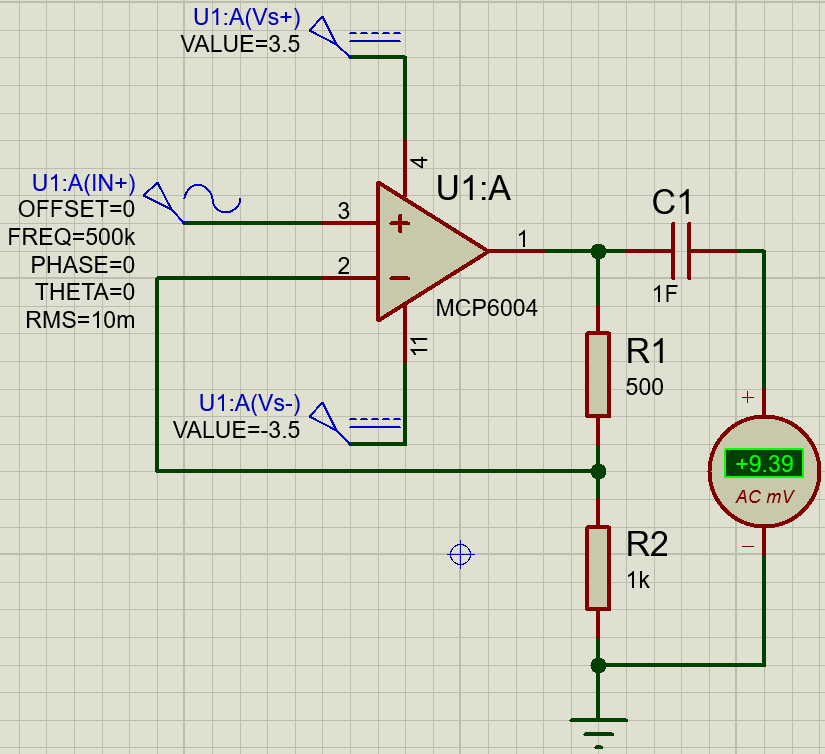 U1:A(Vs+)
VALUE=3.5
4
U1:A
U1:A(IN+)
OFFSET=0
FREQ=500k
PHASE=0
THETA=0
RMS=10m
3
2
1
MCP6004
11
C1
1F
R1
500
U1:A(Vs-)
VALUE=-3.5
+
+9.39
AC mV
−
R2
1k